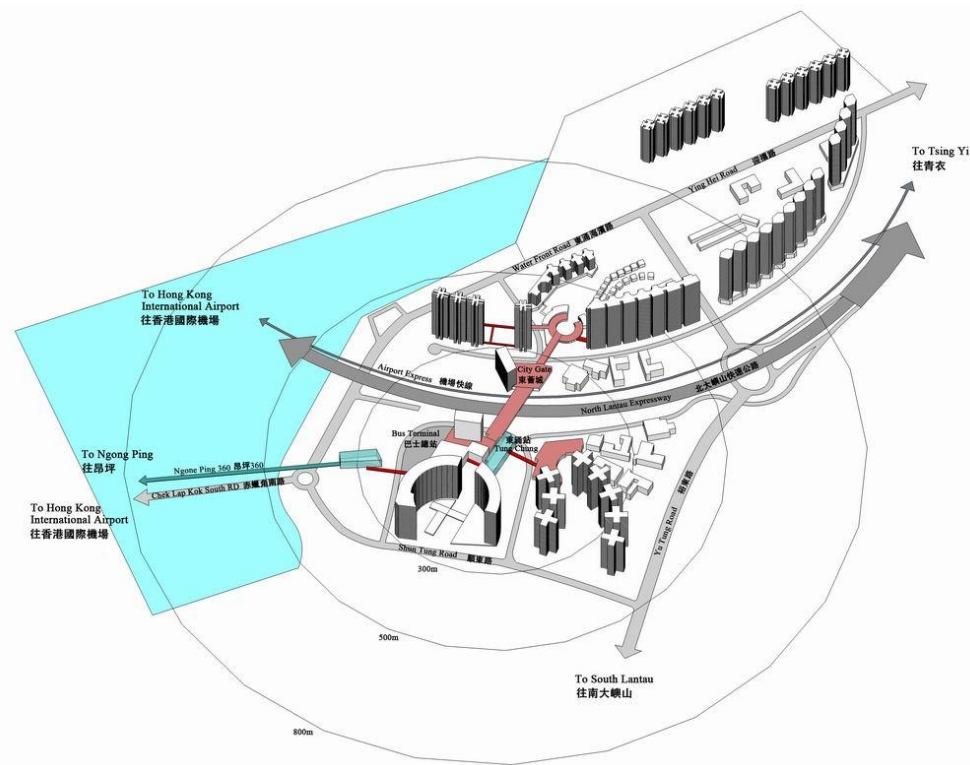 To Tsing Yi
往青衣
Ying Hei Road 迎禧路
Water Front Road 東涌海濱路
To Hong Kong
International Airport
往香港國際機場
Airport Express 機場快線
City Gate
東薈城
北大嶼山快速公路
North Lantau Expressway
Bus Terminal
巴士總站
東涌站
Tung Chung
To Ngong Ping
往昂坪
Ngone Ping 360 昂坪360
Chek Lap Kok South RD 赤鱲角南路
To Hong Kong
International Airport
往香港國際機場
Shun Tung Road 順東路
Yu Tung Road 裕東路
300m
500m
To South Lantau
往南大嶼山
800m